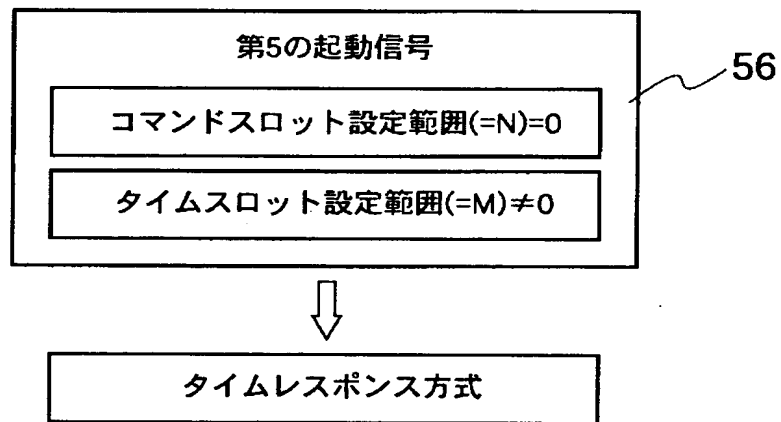 第5の起動信号
56
コマンドスロット設定範囲(=N)=0
タイムスロット設定範囲(=M)≠0
タイムレスポンス方式